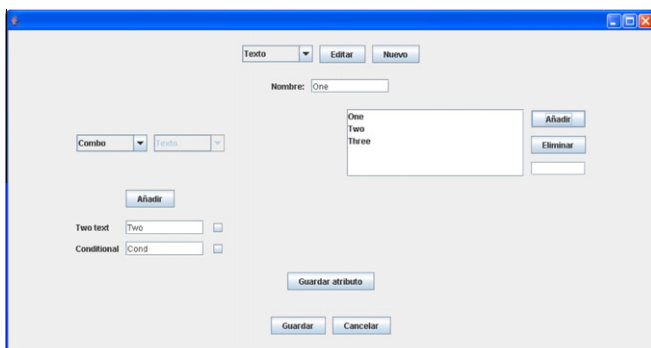 Texto Editar Nuevo
Nombre: One
One
Two
Three
Añadir
Combo Texto
Eliminar
Añadir
Two text Two
Conditional Cond
Guardar atributo
Guardar Cancelar